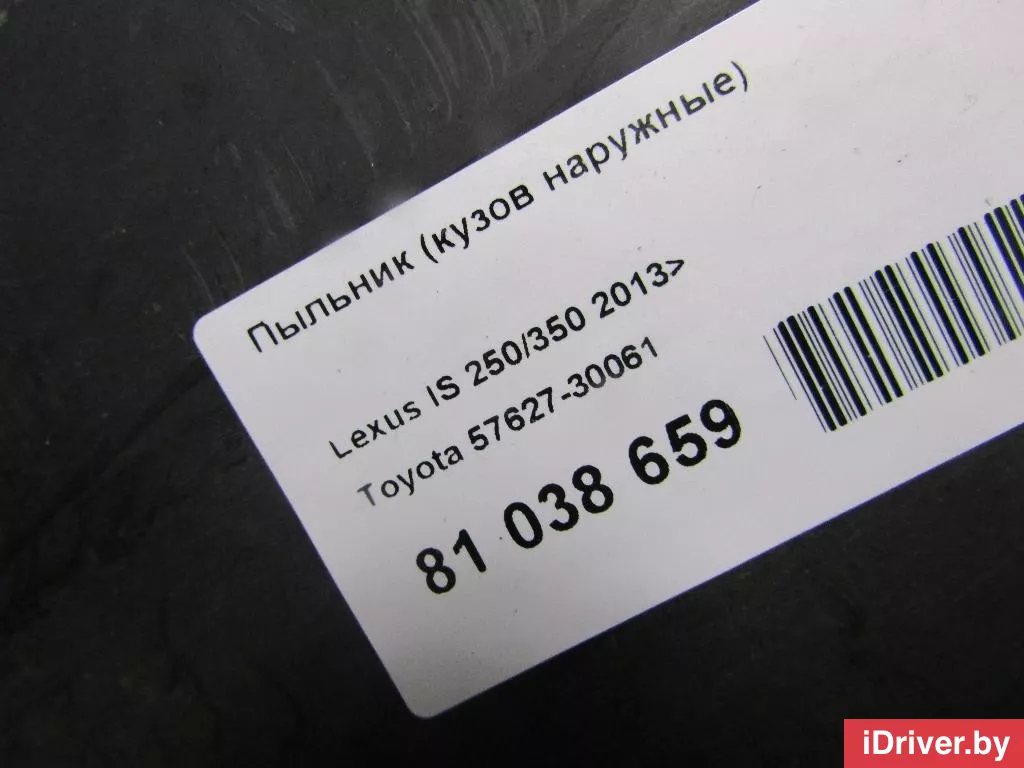 Пыльник (кузов наружные)
Lexus IS 250/350 2013>
Toyota 57627-30061
81 038 659
iDriver.by